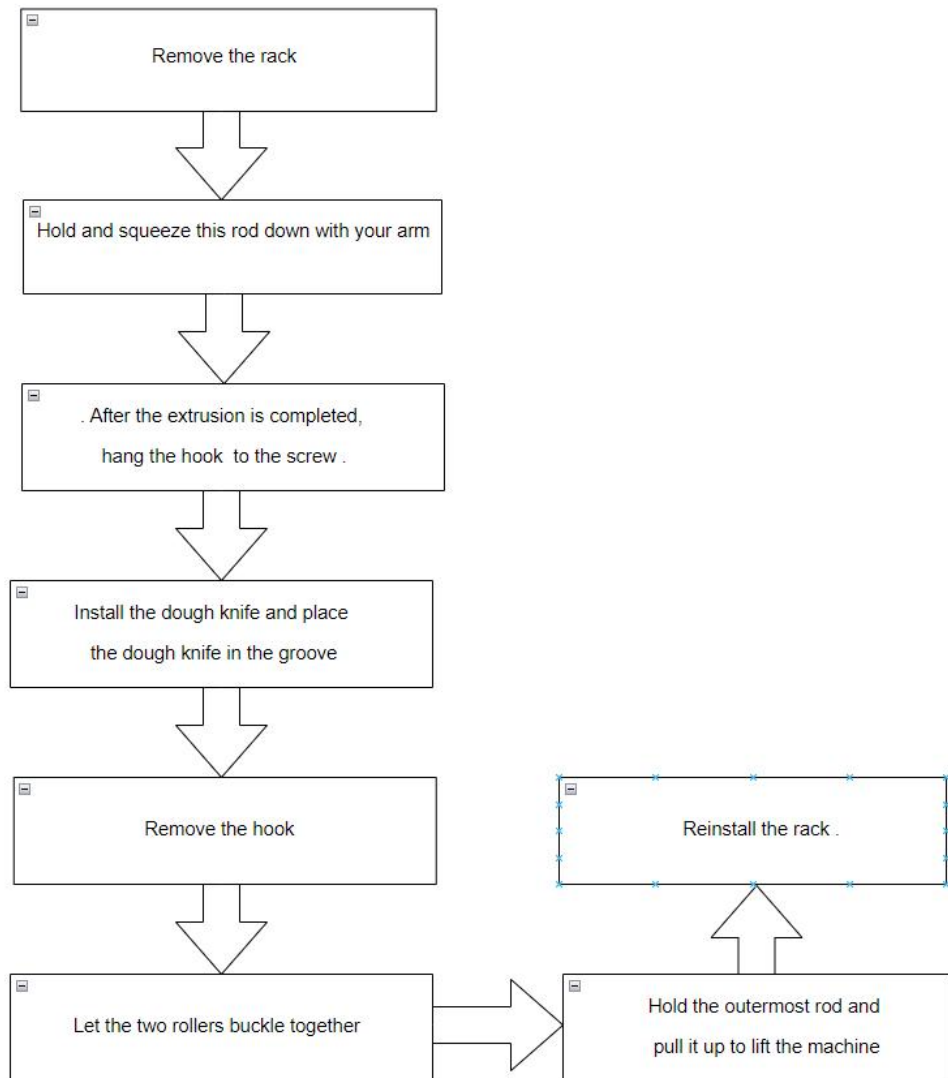 Remove the rack
Hold and squeeze this rod down with your arm
. After the extrusion is completed,
hang the hook to the screw .
Install the dough knife and place
the dough knife in the groove
Remove the hook
Let the two rollers buckle together
Hold the outermost rod and
pull it up to lift the machine
Reinstall the rack .